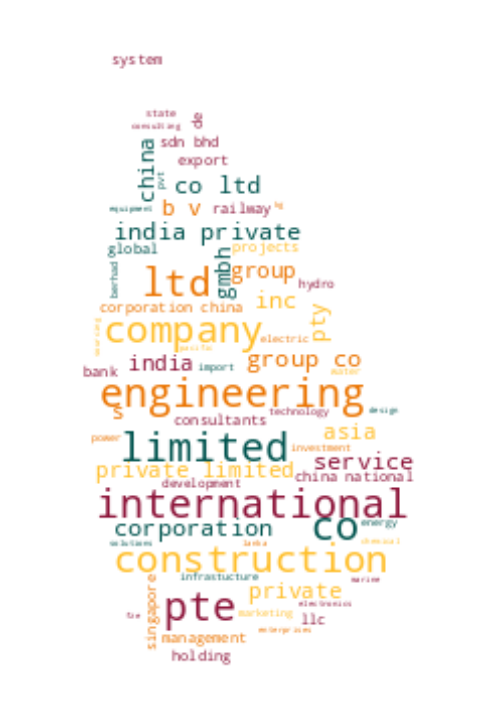 system
state
consulting
de
sdn bhd
china
export
pvt
co ltd
equipment
b v
railway
india private
global
projects
berhad
ltd
gmbh
group
hydro
corporation china
inc
pty
company
electric
pacific
bank
india
import
group co
water
engineering
s
consultants
technology
design
asia
power
limited
investment
private limited
service
china national
development
international
corporation
co
energy
solutions
lanka
chemical
construction
infrastucture
marine
singapore
private
pte
electronics
fze
marketing
llc
enterprises
management
holding